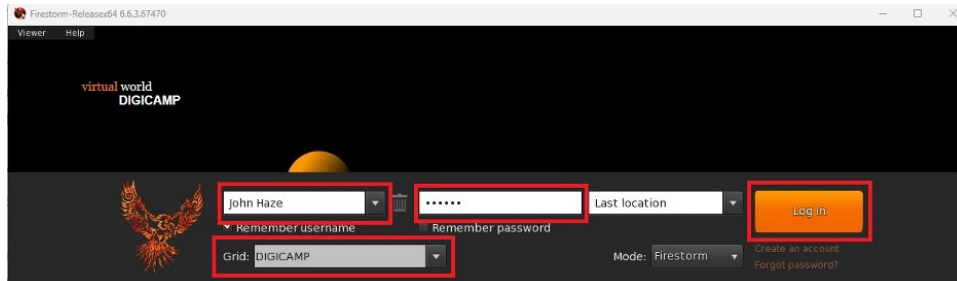 Firestorm-Releasex64 6.6.3.67470
Viewer Help
virtual world
DIGICAMP
John Haze •••••• Last location Log In
Remember username Remember password Create an account
Grid: DIGICAMP Mode: Firestorm Forgot password?